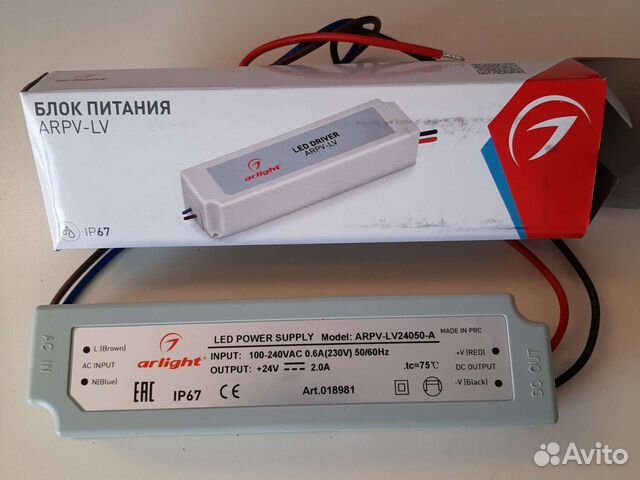 БЛОК ПИТАНИЯ
ARPV-LV
LED DRIVER
ARPV-LV
arlight®
IP67
AC IN
L (Brown)
AC INPUT
N(Blue)
arlight®
EAC IP67 CE
LED POWER SUPPLY Model: ARPV-LV24050-A
INPUT: 100-240VAC 0.6A(230V) 50/60Hz
OUTPUT: +24V 2.0A
.tc=75℃
Art.018981
MADE IN PRC
+V (RED)
DC OUTPUT
-V (Black)
DC OUT
Avito